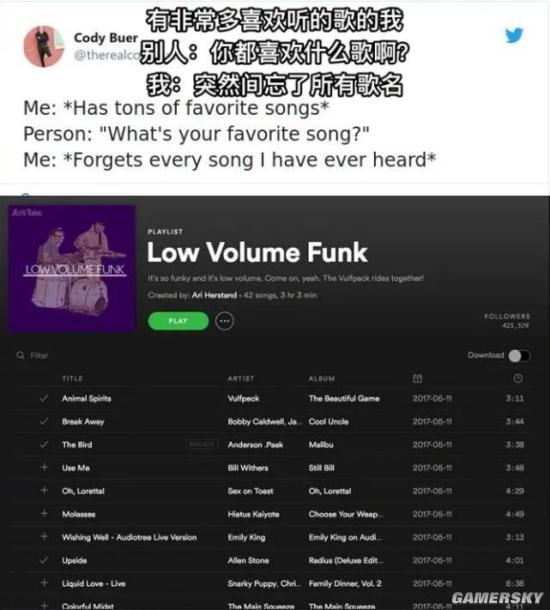 有非常多喜欢听的歌的我
Cody Buer
别人：你都喜欢什么歌啊？
@therealco
我：突然间忘了所有歌名
Me: *Has tons of favorite songs*
Person: "What's your favorite song?"
Me: *Forgets every song I have ever heard*
Ari's Take
LOW VOLUME FUNK
PLAYLIST
Low Volume Funk
It's so funky and it's low volume. Come on, yeah. The Vulfpack rides together!
Created by: Ari Herstand • 42 songs, 3 hr 3 min
PLAY
FOLLOWERS
423,329
Filter
Download
TITLE ARTIST ALBUM
Animal Spirits Vulfpeck The Beautiful Game 2017-05-11 3:11
Break Away Bobby Caldwell, Ja... Cool Uncle 2017-05-11 3:44
The Bird EXPLICIT Anderson .Paak Malibu 2017-05-11 3:38
Use Me Bill Withers Still Bill 2017-05-11 3:48
Oh, Loretta! Sex on Toast Oh, Loretta! 2017-05-11 4:29
Molasses Hiatus Kaiyote Choose Your Weap... 2017-05-11 4:49
Wishing Well - Audiotree Live Version Emily King Emily King on Audi... 2017-05-11 3:13
Upside Allen Stone Radius (Deluxe Edit... 2017-05-11 4:01
Liquid Love - Live Snarky Puppy, Chri... Family Dinner, Vol. 2 2017-05-11 6:36
Colorful Midst The Main Squeeze The Main Squeeze 2017-05-11
GAMERSKY